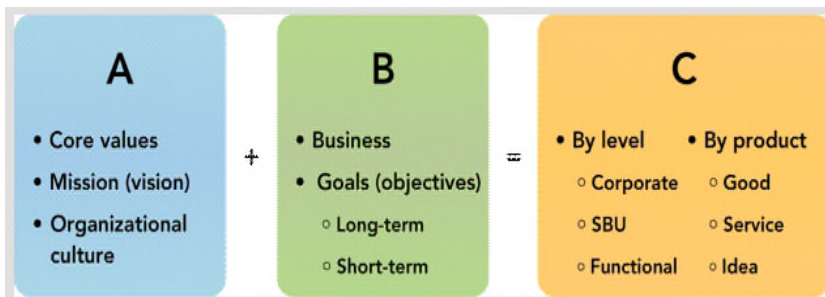 A
• Core values
• Mission (vision)
• Organizational
culture
+
B
• Business
• Goals (objectives)
○ Long-term
○ Short-term
=
C
• By level
○ Corporate
○ SBU
○ Functional
• By product
○ Good
○ Service
○ Idea